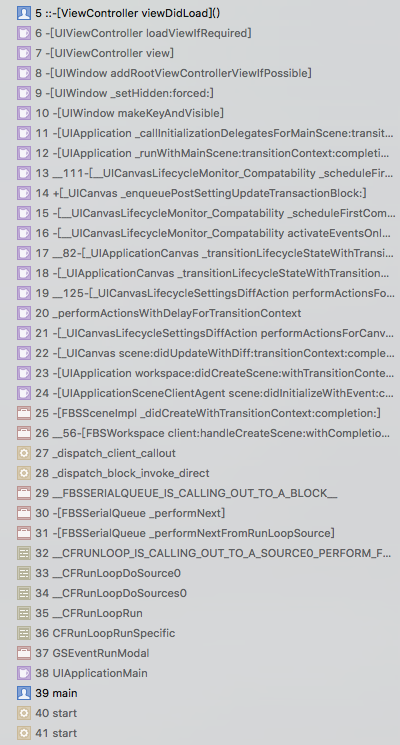 5 ::-[ViewController viewDidLoad]()
6 -[UIViewController loadViewIfRequired]
7 -[UIViewController view]
8 -[UIWindow addRootViewControllerViewIfPossible]
9 -[UIWindow _setHidden:forced:]
10 -[UIWindow makeKeyAndVisible]
11 -[UIApplication _callInitializationDelegatesForMainScene:transit...
12 -[UIApplication _runWithMainScene:transitionContext:completi...
13 __111-[__UICanvasLifecycleMonitor_Compatability _scheduleFir...
14 +[_UICanvas _enqueuePostSettingUpdateTransactionBlock:]
15 -[__UICanvasLifecycleMonitor_Compatability _scheduleFirstCom...
16 -[__UICanvasLifecycleMonitor_Compatability activateEventsOnl...
17 __82-[_UIApplicationCanvas _transitionLifecycleStateWithTransi...
18 -[_UIApplicationCanvas _transitionLifecycleStateWithTransition...
19 __125-[_UICanvasLifecycleSettingsDiffAction performActionsFo...
20 _performActionsWithDelayForTransitionContext
21 -[_UICanvasLifecycleSettingsDiffAction performActionsForCanv...
22 -[_UICanvas scene:didUpdateWithDiff:transitionContext:comple...
23 -[UIApplication workspace:didCreateScene:withTransitionConte...
24 -[UIApplicationSceneClientAgent scene:didInitializeWithEvent:c...
25 -[FBSSceneImpl _didCreateWithTransitionContext:completion:]
26 __56-[FBSWorkspace client:handleCreateScene:withCompletio...
27 _dispatch_client_callout
28 _dispatch_block_invoke_direct
29 __FBSSERIALQUEUE_IS_CALLING_OUT_TO_A_BLOCK__
30 -[FBSSerialQueue _performNext]
31 -[FBSSerialQueue _performNextFromRunLoopSource]
32 __CFRUNLOOP_IS_CALLING_OUT_TO_A_SOURCE0_PERFORM_F...
33 __CFRunLoopDoSource0
34 __CFRunLoopDoSources0
35 __CFRunLoopRun
36 CFRunLoopRunSpecific
37 GSEventRunModal
38 UIApplicationMain
39 main
40 start
41 start